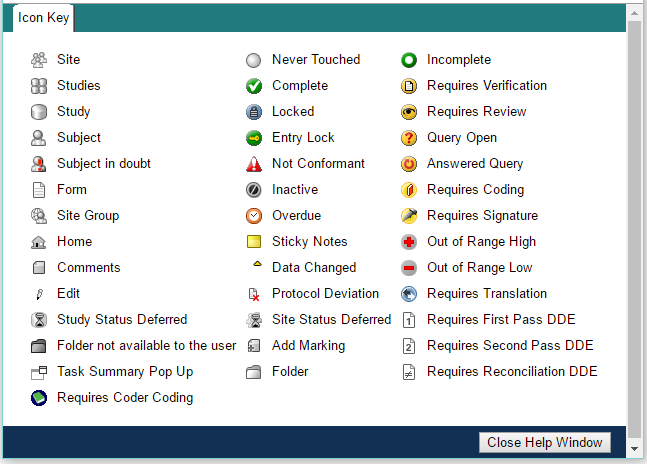 Icon Key
Site Never Touched Incomplete
Studies Complete Requires Verification
Study Locked Requires Review
Subject Entry Lock Query Open
Subject in doubt Not Conformant Answered Query
Form Inactive Requires Coding
Site Group Overdue Requires Signature
Home Sticky Notes Out of Range High
Comments Data Changed Out of Range Low
Edit Protocol Deviation Requires Translation
Study Status Deferred Site Status Deferred 1 Requires First Pass DDE
Folder not available to the user Add Marking 2 Requires Second Pass DDE
Task Summary Pop Up Folder ≠ Requires Reconciliation DDE
Requires Coder Coding
Close Help Window